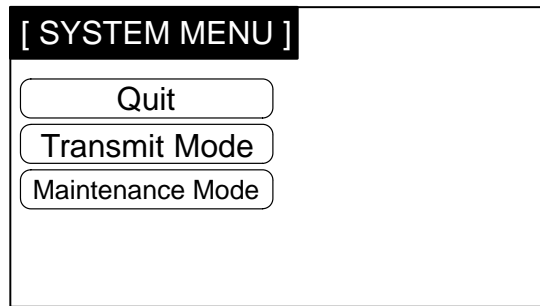 [ SYSTEM MENU ]
Quit
Transmit Mode
Maintenance Mode